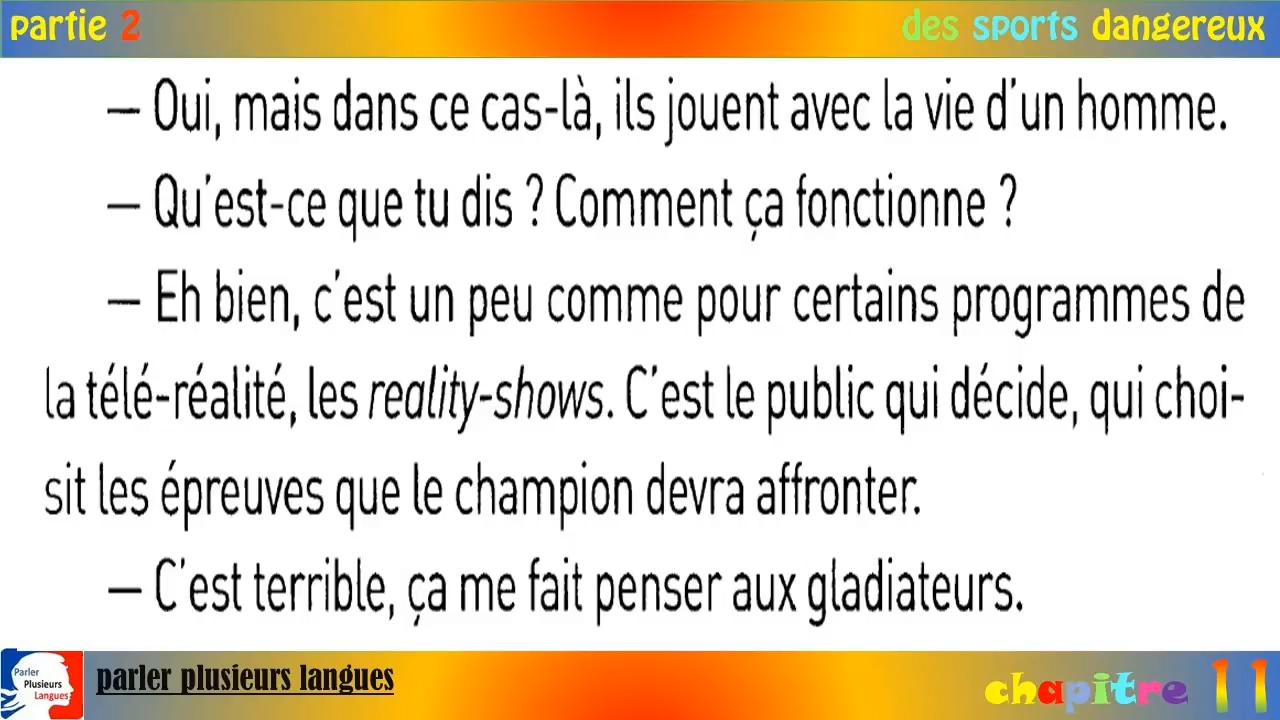 partie 2
des sports dangereux
– Oui, mais dans ce cas-là, ils jouent avec la vie d'un homme.
– Qu'est-ce que tu dis ? Comment ça fonctionne ?
– Eh bien, c'est un peu comme pour certains programmes de
la télé-réalité, les reality-shows. C'est le public qui décide, qui choi-
sit les épreuves que le champion devra affronter.
– C'est terrible, ça me fait penser aux gladiateurs.
Parler
Plusieurs
Langues
parler plusieurs langues
chapitre 11